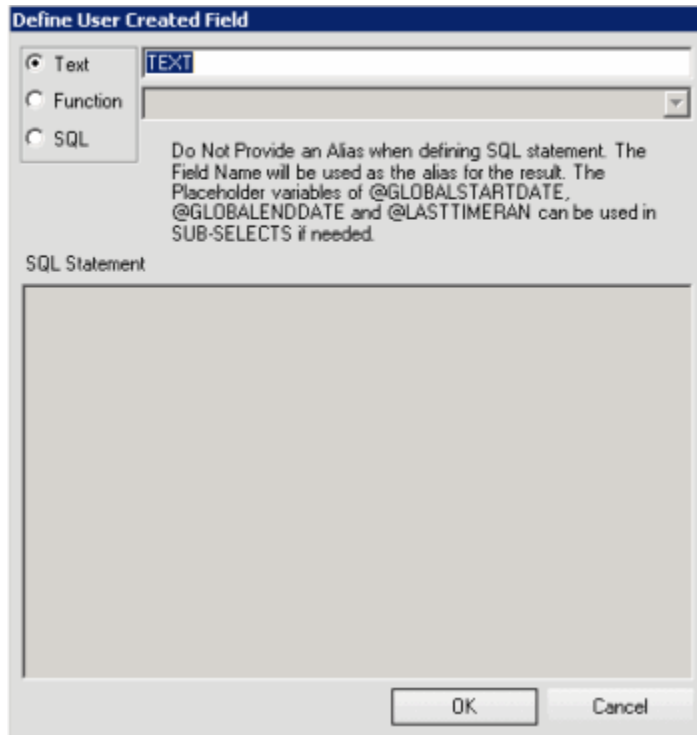 Define User Created Field
Text
TEXT
Function
SQL
Do Not Provide an Alias when defining SQL statement. The
Field Name will be used as the alias for the result. The
Placeholder variables of @GLOBALSTARTDATE,
@GLOBALENDDATE and @LASTTIMERAN can be used in
SUB-SELECTS if needed.
SQL Statement
OK
Cancel